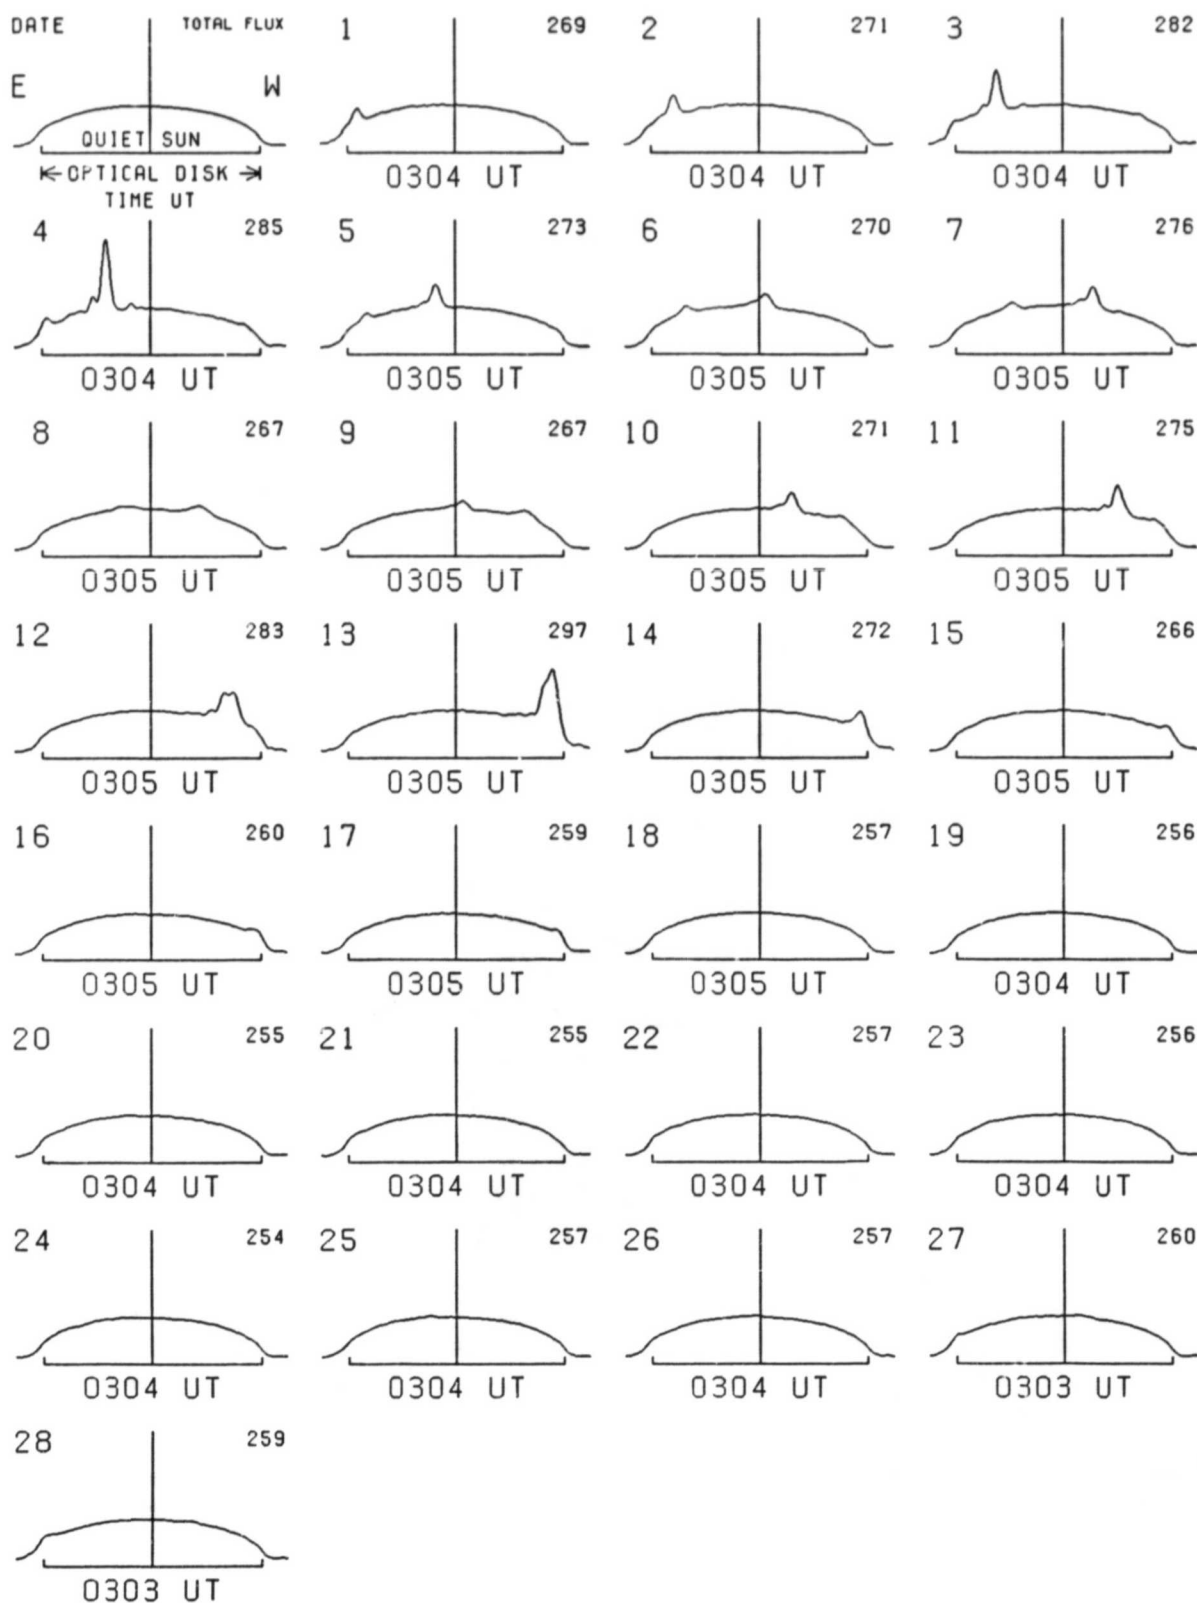 DATE TOTAL FLUX 1 269 2 271 3 282
E W
QUIET SUN
OPTICAL DISK 0304 UT 0304 UT 0304 UT
TIME UT
4 285 5 273 6 270 7 276
0304 UT 0305 UT 0305 UT 0305 UT
8 267 9 267 10 271 11 275
0305 UT 0305 UT 0305 UT 0305 UT
12 283 13 297 14 272 15 266
0305 UT 0305 UT 0305 UT 0305 UT
16 260 17 259 18 257 19 256
0305 UT 0305 UT 0305 UT 0304 UT
20 255 21 255 22 257 23 256
0304 UT 0304 UT 0304 UT 0304 UT
24 254 25 257 26 257 27 260
0304 UT 0304 UT 0304 UT 0303 UT
28 259
0303 UT